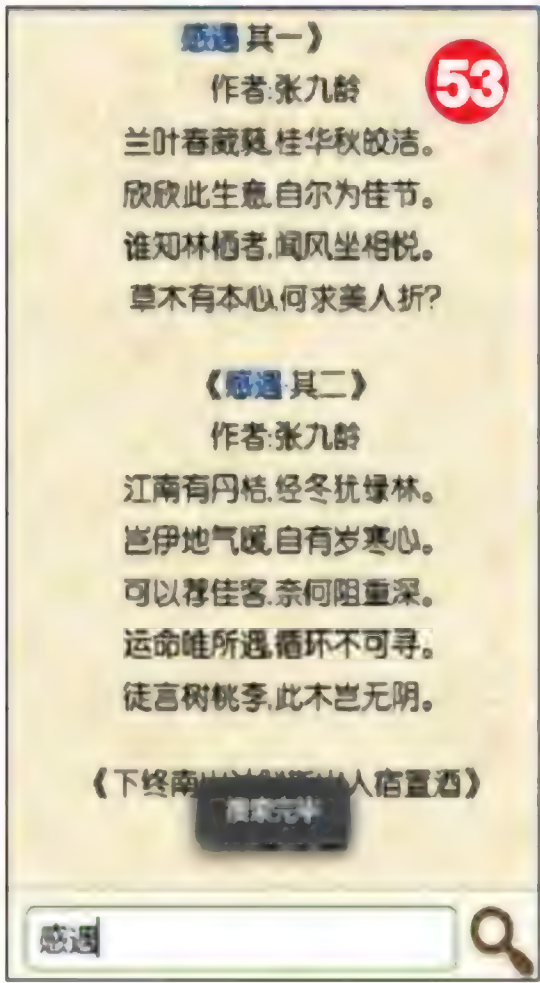 感遇·其一》
53
作者:张九龄
兰叶春葳蕤,桂华秋皎洁。
欣欣此生意,自尔为佳节。
谁知林栖者,闻风坐相悦。
草木有本心,何求美人折?
《感遇·其二》
作者:张九龄
江南有丹桔,经冬犹绿林。
岂伊地气暖,自有岁寒心。
可以荐佳客,奈何阻重深。
运命唯所遇,循环不可寻。
徒言树桃李,此木岂无阴。
《下终南 人宿置酒》
搜索完毕
感遇